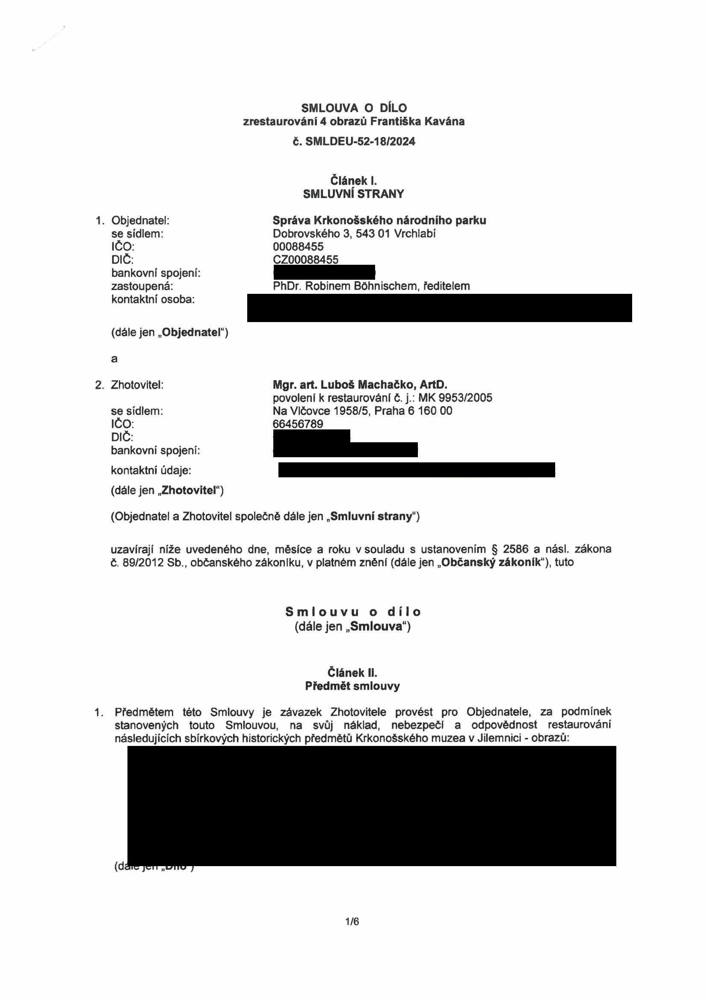 SMLOUVA O DÍLO
zrestaurování 4 obrazů Františka Kavána
č. SMLDEU-52-18/2024
Článek I.
SMLUVNÍ STRANY
1. Objednatel: Správa Krkonošského národního parku
se sídlem: Dobrovského 3, 543 01 Vrchlabí
IČO: 00088455
DIČ: CZ00088455
bankovní spojení:
zastoupená: PhDr. Robinem Böhnischem, ředitelem
kontaktní osoba:
(dále jen „Objednatel“)
a
2. Zhotovitel: Mgr. art. Luboš Machačko, ArtD.
povolení k restaurování č. j.: MK 9953/2005
se sídlem: Na Vlčovce 1958/5, Praha 6 160 00
IČO: 66456789
DIČ:
bankovní spojení:
kontaktní údaje:
(dále jen „Zhotovitel“)
(Objednatel a Zhotovitel společně dále jen „Smluvní strany“)
uzavírají níže uvedeného dne, měsíce a roku v souladu s ustanovením § 2586 a násl. zákona
č. 89/2012 Sb., občanského zákoníku, v platném znění (dále jen „Občanský zákoník“), tuto
Smlouvu o dílo
(dále jen „Smlouva“)
Článek II.
Předmět smlouvy
1. Předmětem této Smlouvy je závazek Zhotovitele provést pro Objednatele, za podmínek
stanovených touto Smlouvou, na svůj náklad, nebezpečí a odpovědnost restaurování
následujících sbírkových historických předmětů Krkonošského muzea v Jilemnici - obrazů:
(dále jen „Dílo“)
1/6